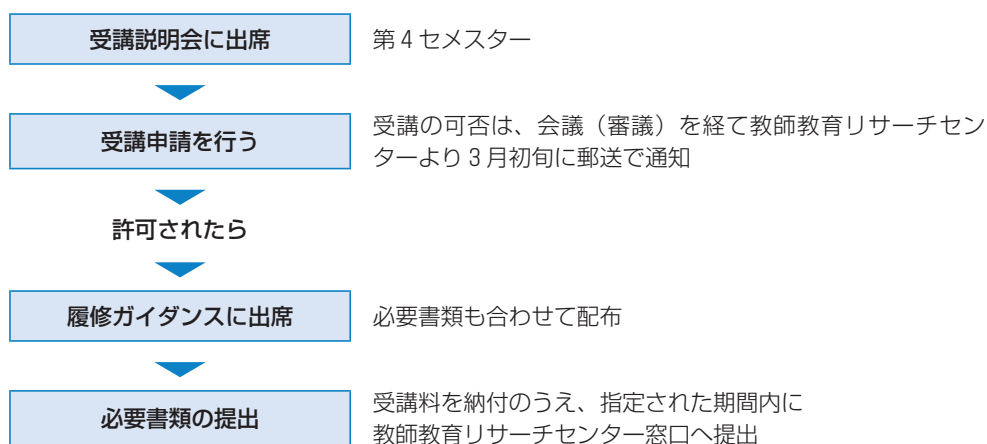 受講説明会に出席
第4セメスター
受講申請を行う
受講の可否は、会議（審議）を経て教師教育リサーチセン
ターより3月初旬に郵送で通知
許可されたら
履修ガイダンスに出席
必要書類も合わせて配布
必要書類の提出
受講料を納付のうえ、指定された期間内に
教師教育リサーチセンター窓口へ提出